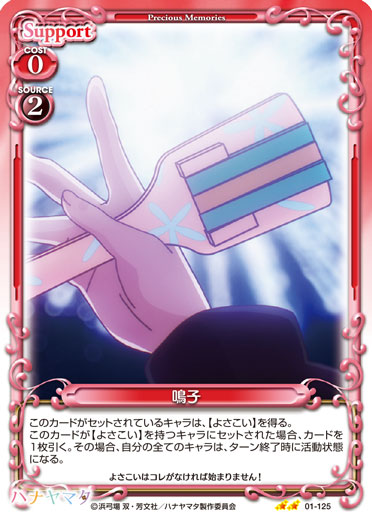 Precious Memories
Support
COST
0
SOURCE
2
鳴子
このカードがセットされているキャラは、【よさこい】を得る。
このカードが【よさこい】を持つキャラにセットされた場合、カードを
1枚引く。その場合、自分の全てのキャラは、ターン終了時に活動状態
になる。
よさこいはコレがなければ始まりません！
ハナヤマタ
©浜弓場 双・芳文社／ハナヤマタ製作委員会
01-125